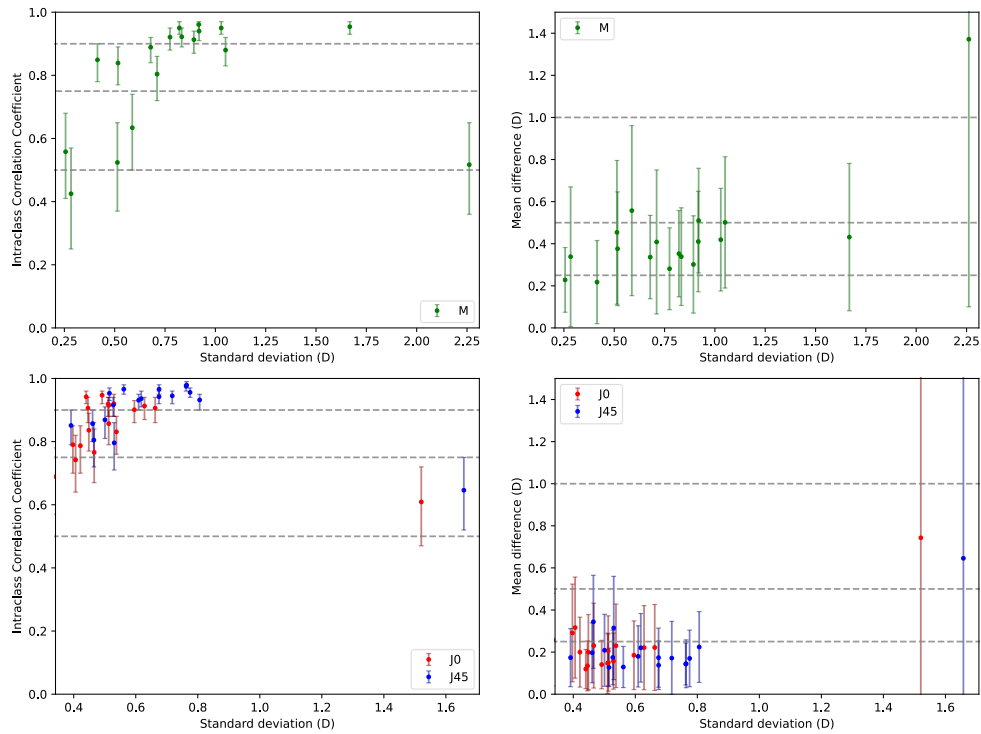 1.0
0.8
0.6
0.4
0.2
0.0
Intraclass Correlation Coefficient
M
0.25 0.50 0.75 1.00 1.25 1.50 1.75 2.00 2.25
Standard deviation (D)
1.4
1.2
1.0
0.8
0.6
0.4
0.2
0.0
Mean difference (D)
M
0.25 0.50 0.75 1.00 1.25 1.50 1.75 2.00 2.25
Standard deviation (D)
1.0
0.8
0.6
0.4
0.2
0.0
Intraclass Correlation Coefficient
J0
J45
0.4 0.6 0.8 1.0 1.2 1.4 1.6
Standard deviation (D)
1.4
1.2
1.0
0.8
0.6
0.4
0.2
0.0
Mean difference (D)
J0
J45
0.4 0.6 0.8 1.0 1.2 1.4 1.6
Standard deviation (D)